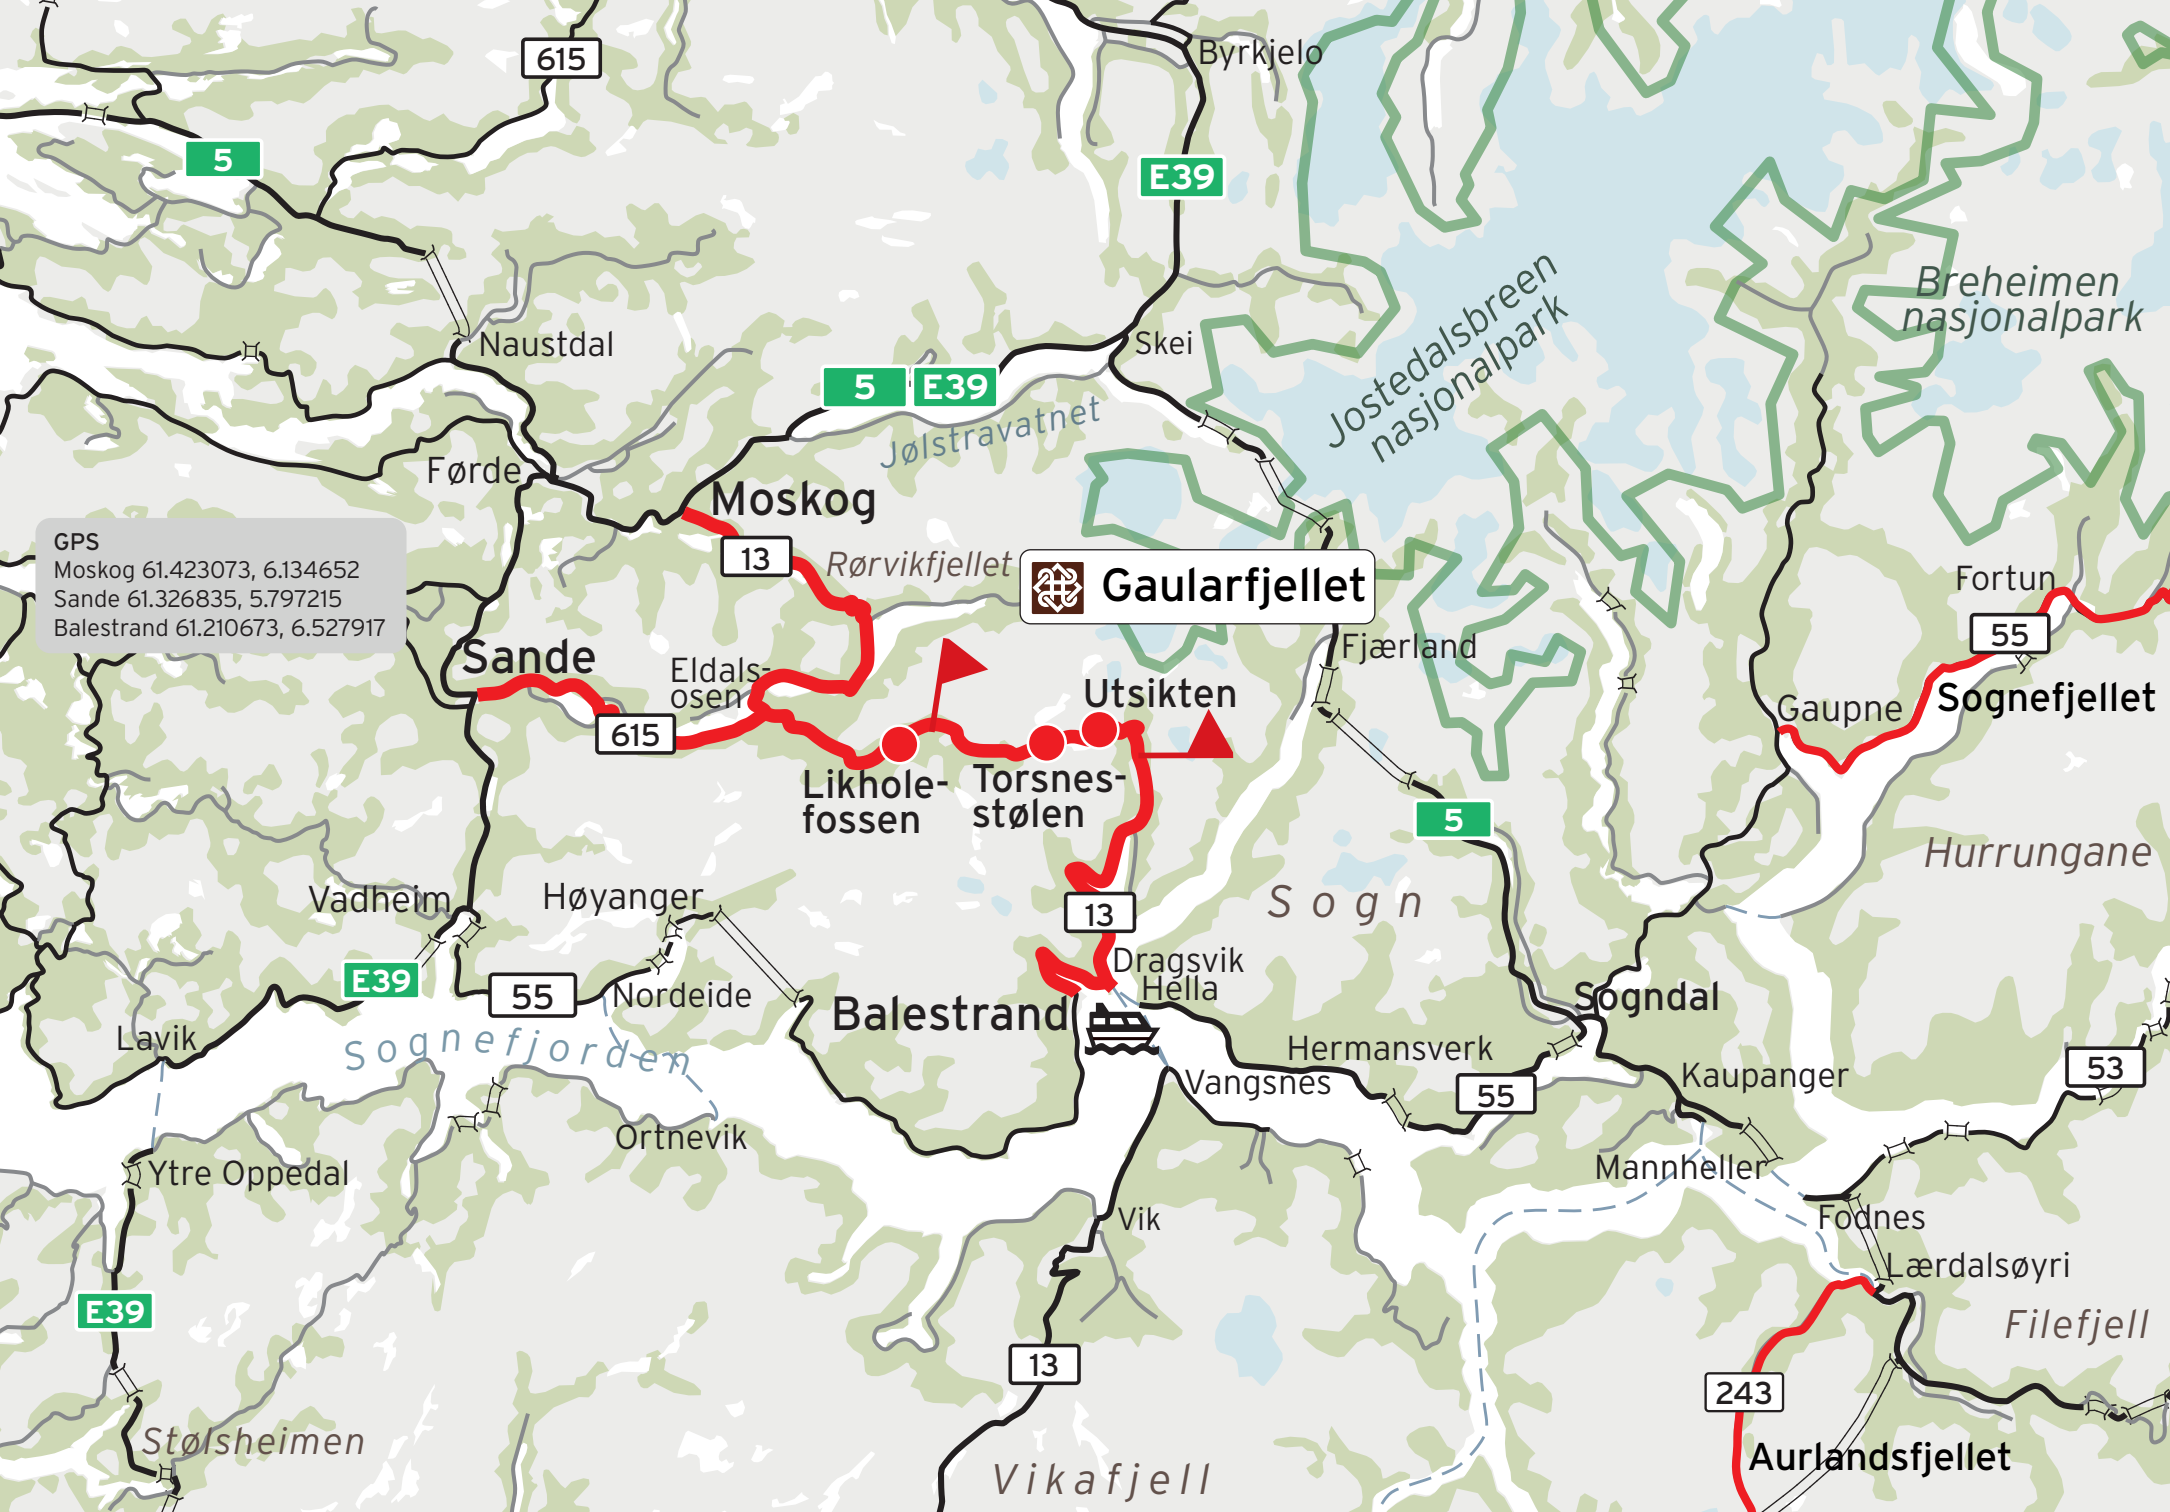 615
Byrkjelo
5
E39
Breheimen
nasjonalpark
Jostedalsbreen
nasjonalpark
Naustdal
Skei
5
E39
Jølstravatnet
Førde
Moskog
GPS
Moskog 61.423073, 6.134652
Sande 61.326835, 5.797215
Balestrand 61.210673, 6.527917
13
Rørvikfjellet
Gaularfjellet
Fortun
55
Sande
Eldals-
osen
Fjærland
Utsikten
Sognefjellet
Gaupne
615
Likhole-
fossen
Torsnes-
stølen
5
Hurrungane
Vadheim
Høyanger
Sogn
13
Dragsvik
Hella
E39
55
Nordeide
Balestrand
Sogndal
Lavik
Sognefjorden
Hermansverk
Vangsnes
55
Kaupanger
53
Ortnevik
Ytre Oppedal
Mannheller
Vik
Fodnes
Lærdalsøyri
E39
Filefjell
13
243
Stølsheimen
Vikafjell
Aurlandsfjellet